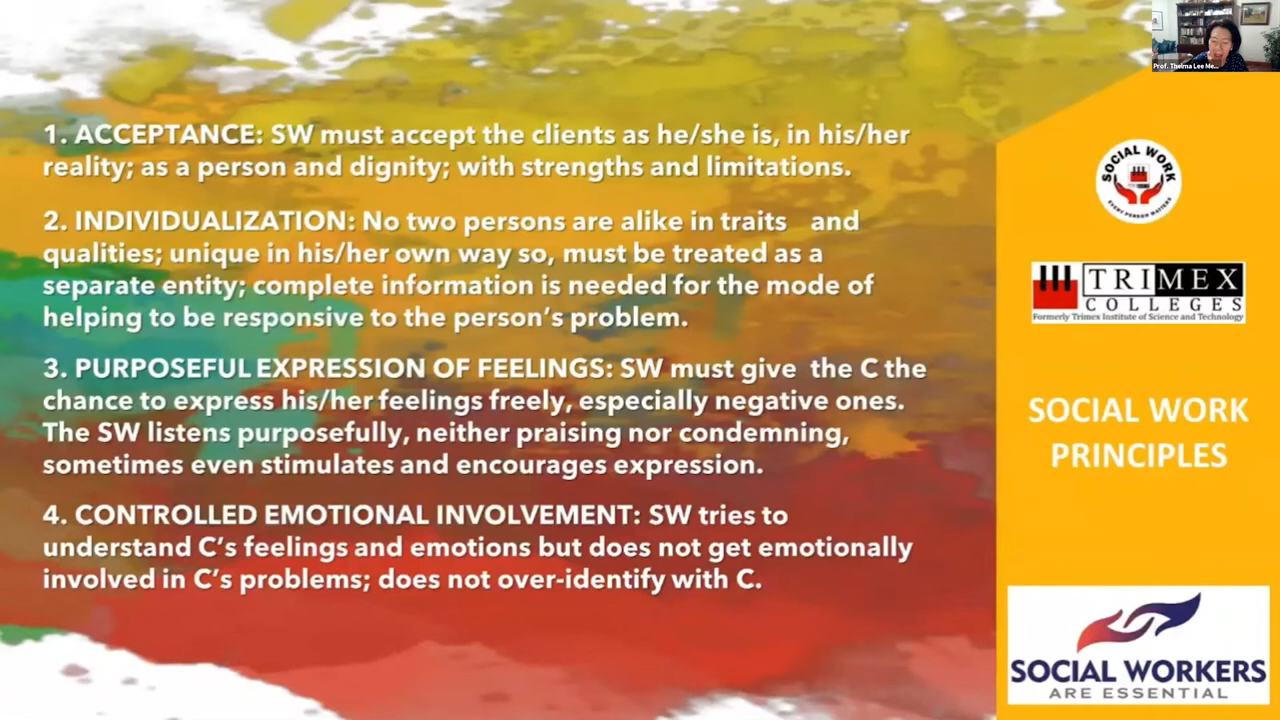 Prof. Thelma Lee Me...
1. ACCEPTANCE: SW must accept the clients as he/she is, in his/her
reality; as a person and dignity; with strengths and limitations.
2. INDIVIDUALIZATION: No two persons are alike in traits and
qualities; unique in his/her own way so, must be treated as a
separate entity; complete information is needed for the mode of
helping to be responsive to the person's problem.
3. PURPOSEFUL EXPRESSION OF FEELINGS: SW must give the C the
chance to express his/her feelings freely, especially negative ones.
The SW listens purposefully, neither praising nor condemning,
sometimes even stimulates and encourages expression.
4. CONTROLLED EMOTIONAL INVOLVEMENT: SW tries to
understand C's feelings and emotions but does not get emotionally
involved in C's problems; does not over-identify with C.
SOCIAL WORK
EVERY PERSON MATTERS
TRIMEX
COLLEGES
Formerly Trimex Institute of Science and Technology
SOCIAL WORK
PRINCIPLES
SOCIAL WORKERS
ARE ESSENTIAL